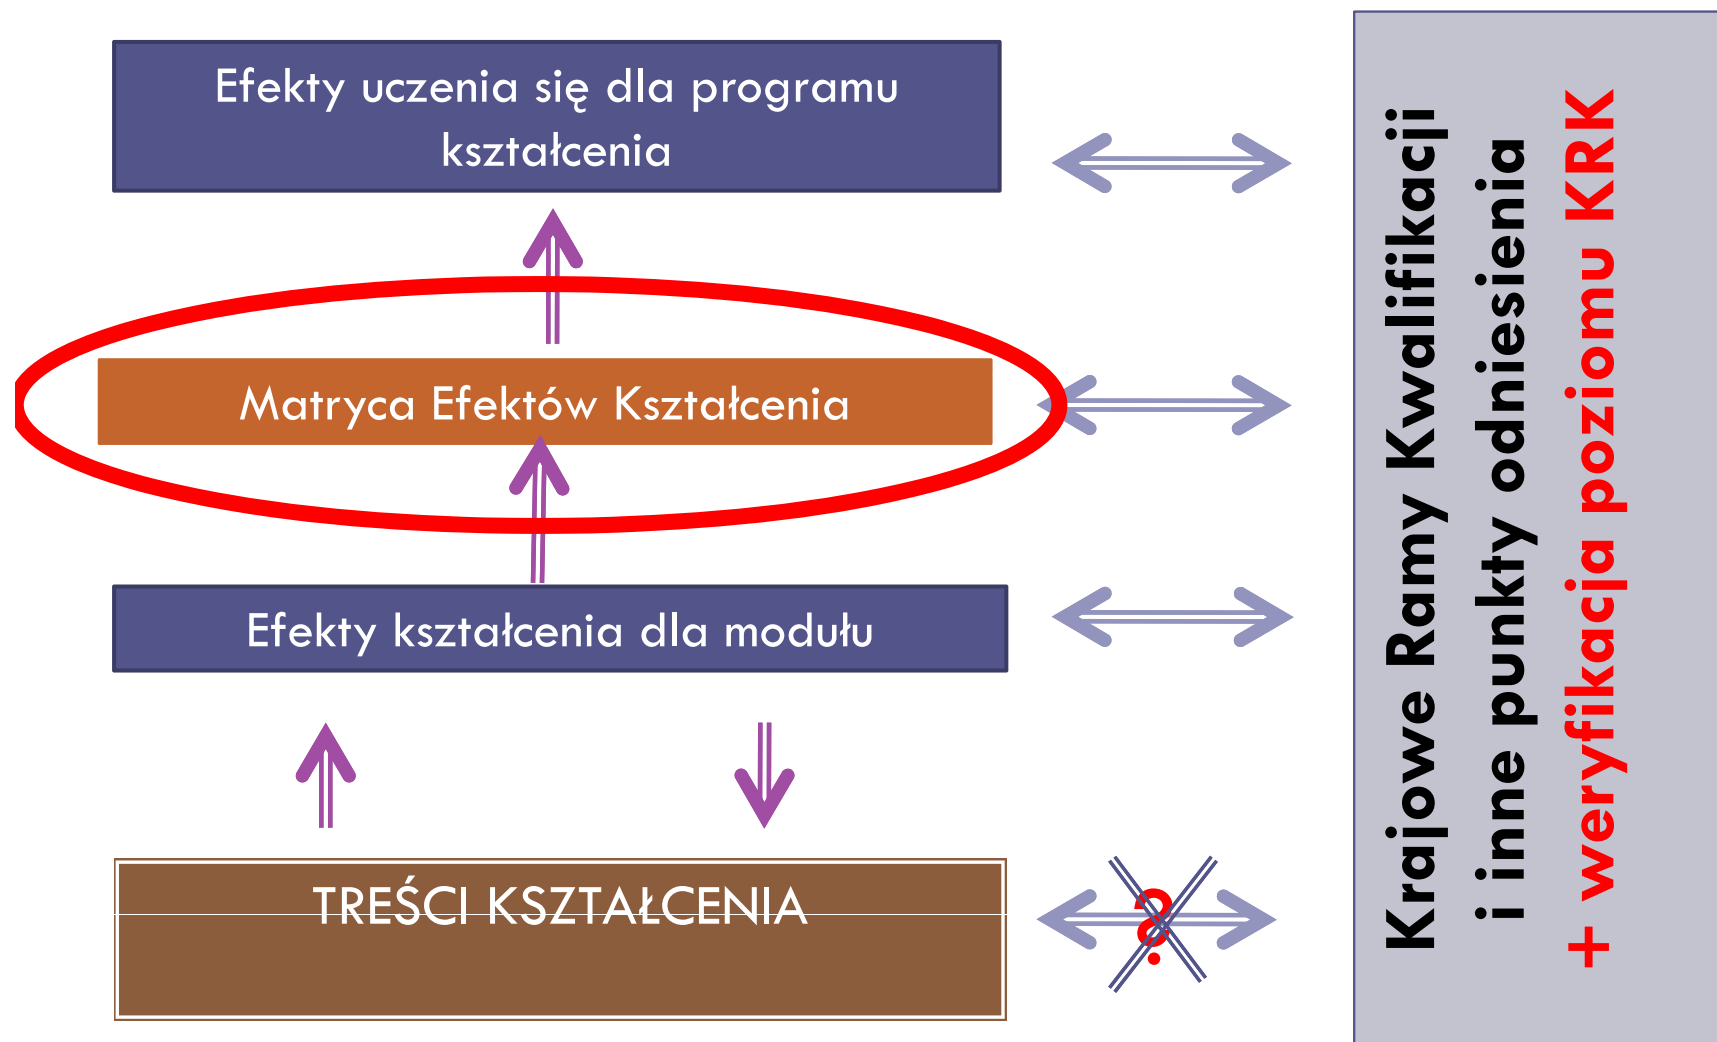 Efekty uczenia się dla programu
kształcenia
Matryca Efektów Kształcenia
Efekty kształcenia dla modułu
TREŚCI KSZTAŁCENIA
?
Krajowe Ramy Kwalifikacji
i inne punkty odniesienia
+ weryfikacja poziomu KRK